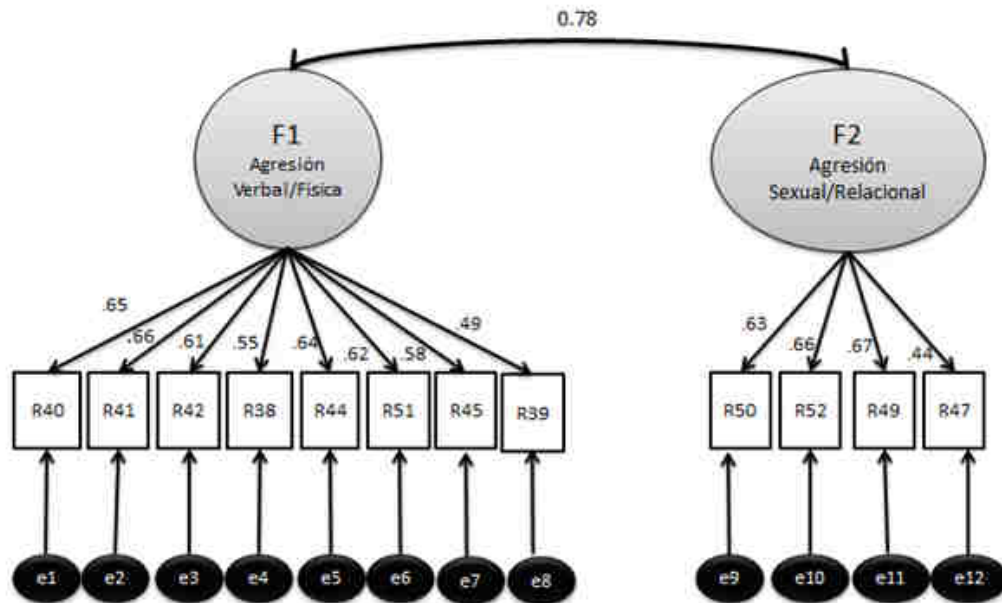 0.78
F1
Agresión
Verbal/Física
F2
Agresión
Sexual/Relacional
.65
.66
.61
.55
.64
.62
.58
.49
.63
.66
.67
.44
R40
R41
R42
R38
R44
R51
R45
R39
R50
R52
R49
R47
e1
e2
e3
e4
e5
e6
e7
e8
e9
e10
e11
e12